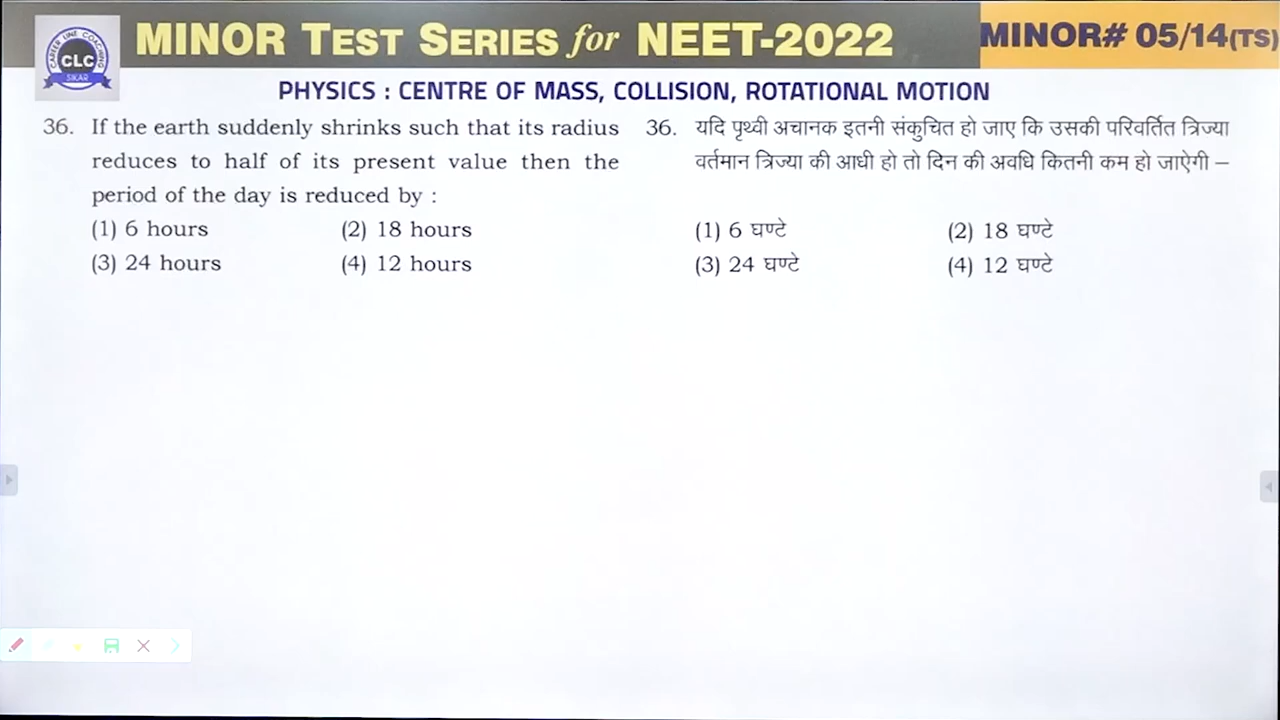 MINOR TEST SERIES for NEET-2022
MINOR# 05/14(TS)
CAREER LINE COACHING
CLC
SIKAR
PHYSICS : CENTRE OF MASS, COLLISION, ROTATIONAL MOTION
36. If the earth suddenly shrinks such that its radius
reduces to half of its present value then the
period of the day is reduced by :
(1) 6 hours (2) 18 hours
(3) 24 hours (4) 12 hours
36. यदि पृथ्वी अचानक इतनी संकुचित हो जाए कि उसकी परिवर्तित त्रिज्या
वर्तमान त्रिज्या की आधी हो तो दिन की अवधि कितनी कम हो जाऐगी –
(1) 6 घण्टे (2) 18 घण्टे
(3) 24 घण्टे (4) 12 घण्टे